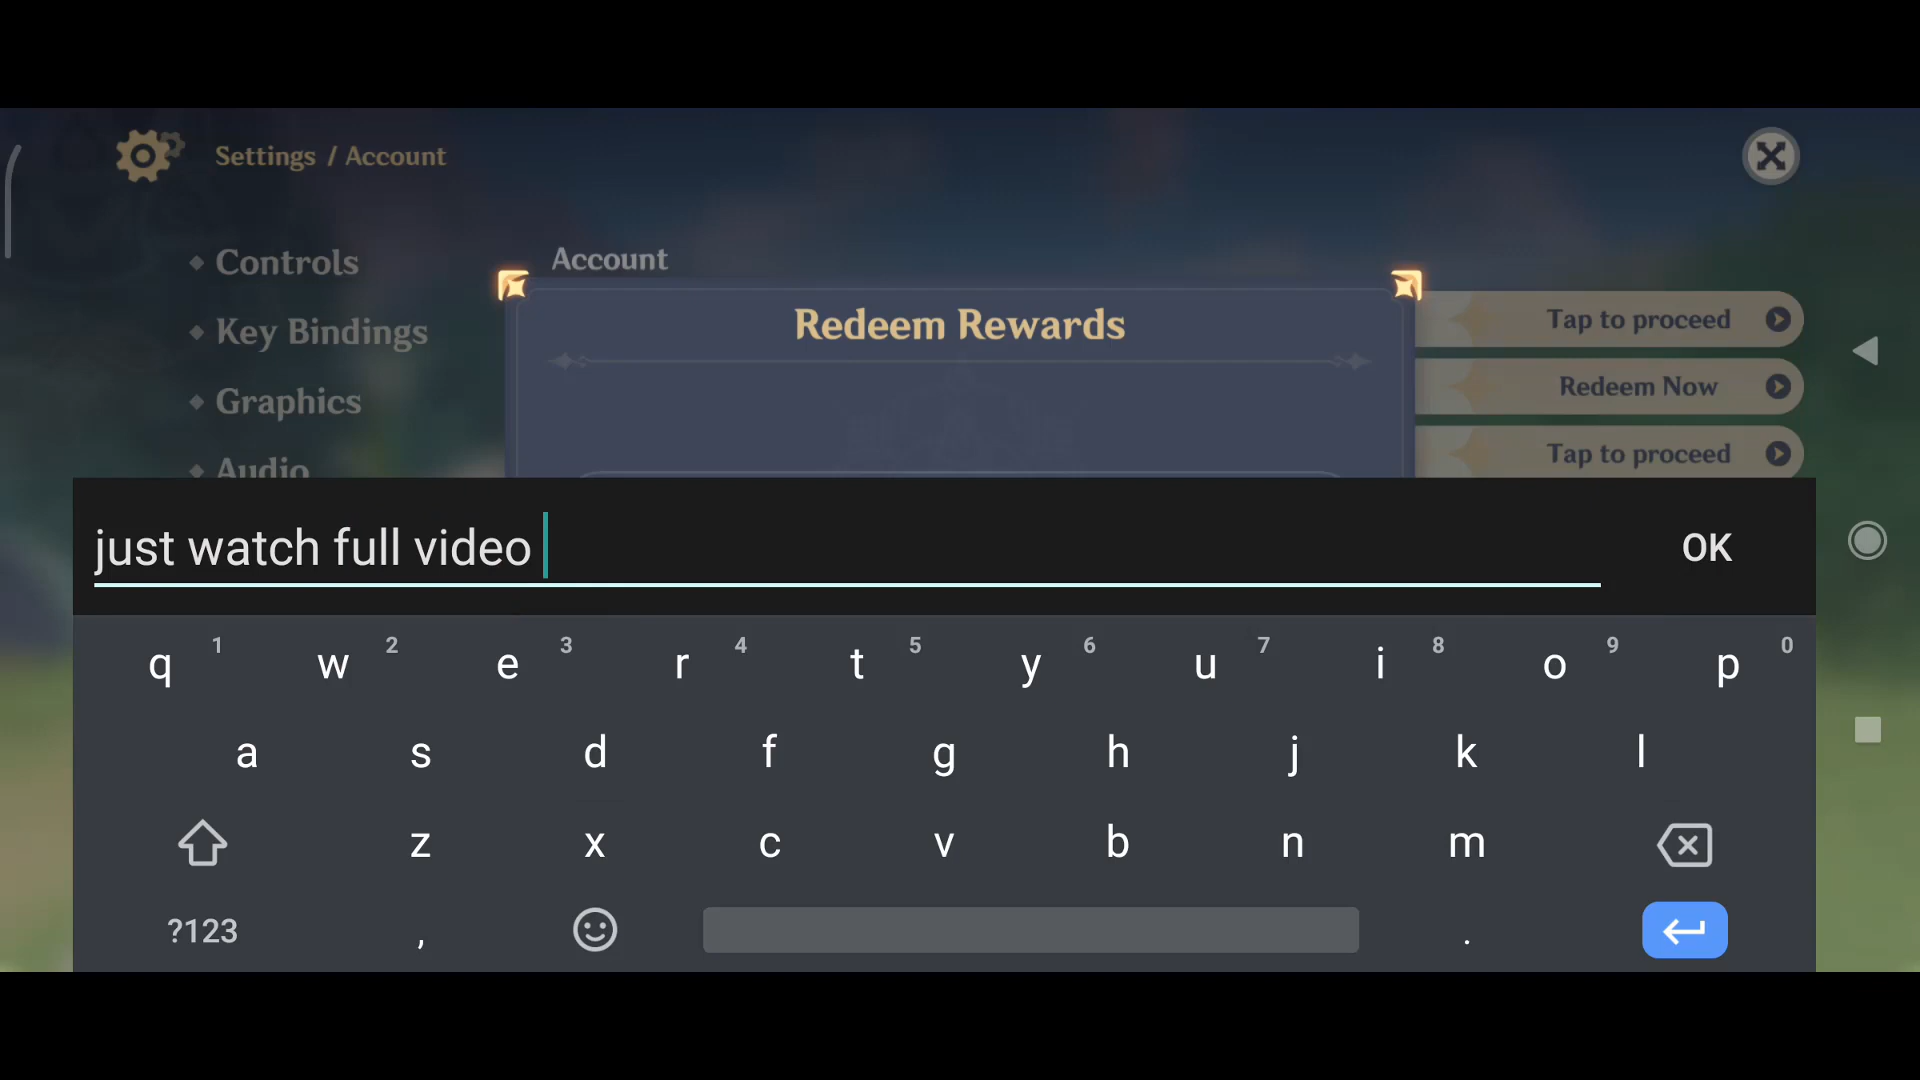 Settings / Account
Controls
Key Bindings
Graphics
Audio
Account
Redeem Rewards
Tap to proceed
Redeem Now
Tap to proceed
just watch full video
OK
q 1 w 2 e 3 r 4 t 5 y 6 u 7 i 8 o 9 p 0
a s d f g h j k l
z x c v b n m
?123 , .